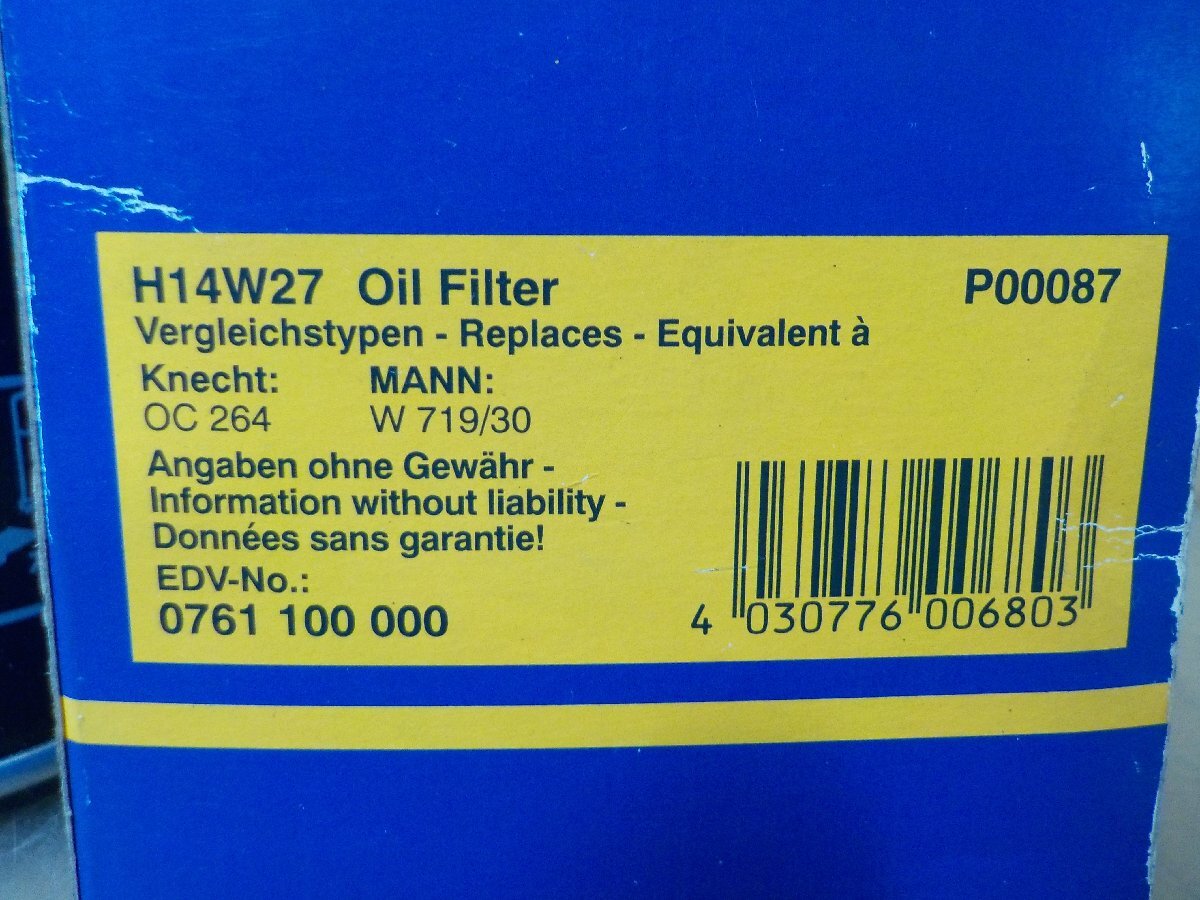 H14W27 Oil Filter P00087
Vergleichstypen - Replaces - Equivalent à
Knecht: MANN:
OC 264 W 719/30
Angaben ohne Gewähr -
Information without liability -
Données sans garantie!
EDV-No.:
0761 100 000
4 030776 006803